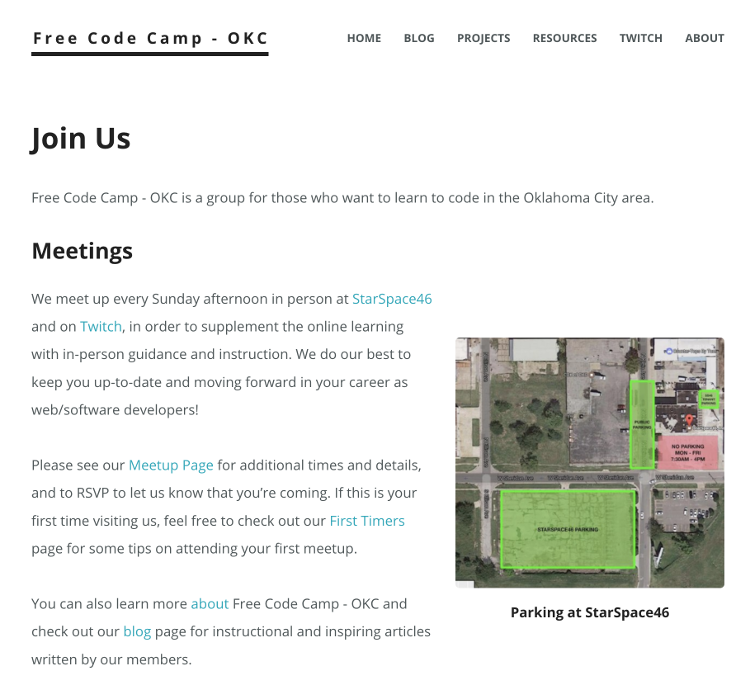 Free Code Camp - OKC
HOME BLOG PROJECTS RESOURCES TWITCH ABOUT
Join Us
Free Code Camp - OKC is a group for those who want to learn to code in the Oklahoma City area.
Meetings
We meet up every Sunday afternoon in person at StarSpace46
and on Twitch, in order to supplement the online learning
with in-person guidance and instruction. We do our best to
keep you up-to-date and moving forward in your career as
web/software developers!
Please see our Meetup Page for additional times and details,
and to RSVP to let us know that you’re coming. If this is your
first time visiting us, feel free to check out our First Timers
page for some tips on attending your first meetup.
You can also learn more about Free Code Camp - OKC and
check out our blog page for instructional and inspiring articles
written by our members.
PUBLIC
PARKING
NO PARKING
MON - FRI
7:30AM - 4PM
W Sheridan Ave W Sheridan Ave W Sheridan Ave
STARSPACE46 PARKING
Parking at StarSpace46